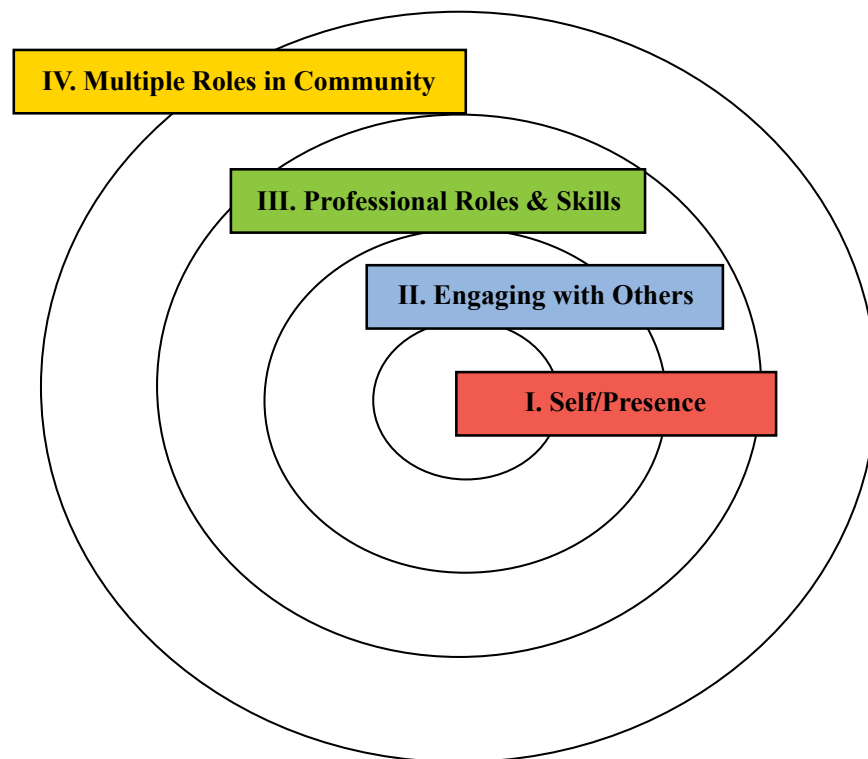 IV. Multiple Roles in Community
III. Professional Roles & Skills
II. Engaging with Others
I. Self/Presence